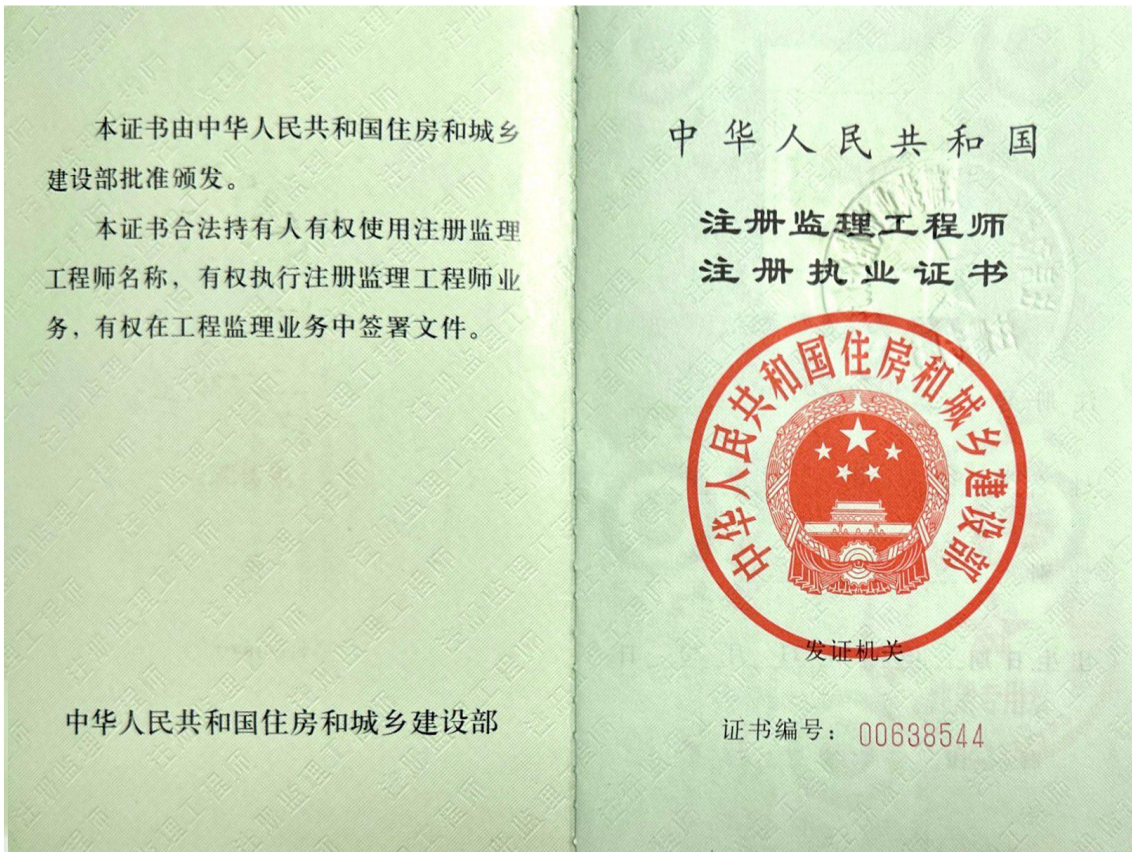 本证书由中华人民共和国住房和城乡
建设部批准颁发。
本证书合法持有人有权使用注册监理
工程师名称，有权执行注册监理工程师业
务，有权在工程监理业务中签署文件。
中华人民共和国住房和城乡建设部
中华人民共和国
注册监理工程师
注册执业证书
中华人民共和国住房和城乡建设部
发证机关
证书编号：00638544